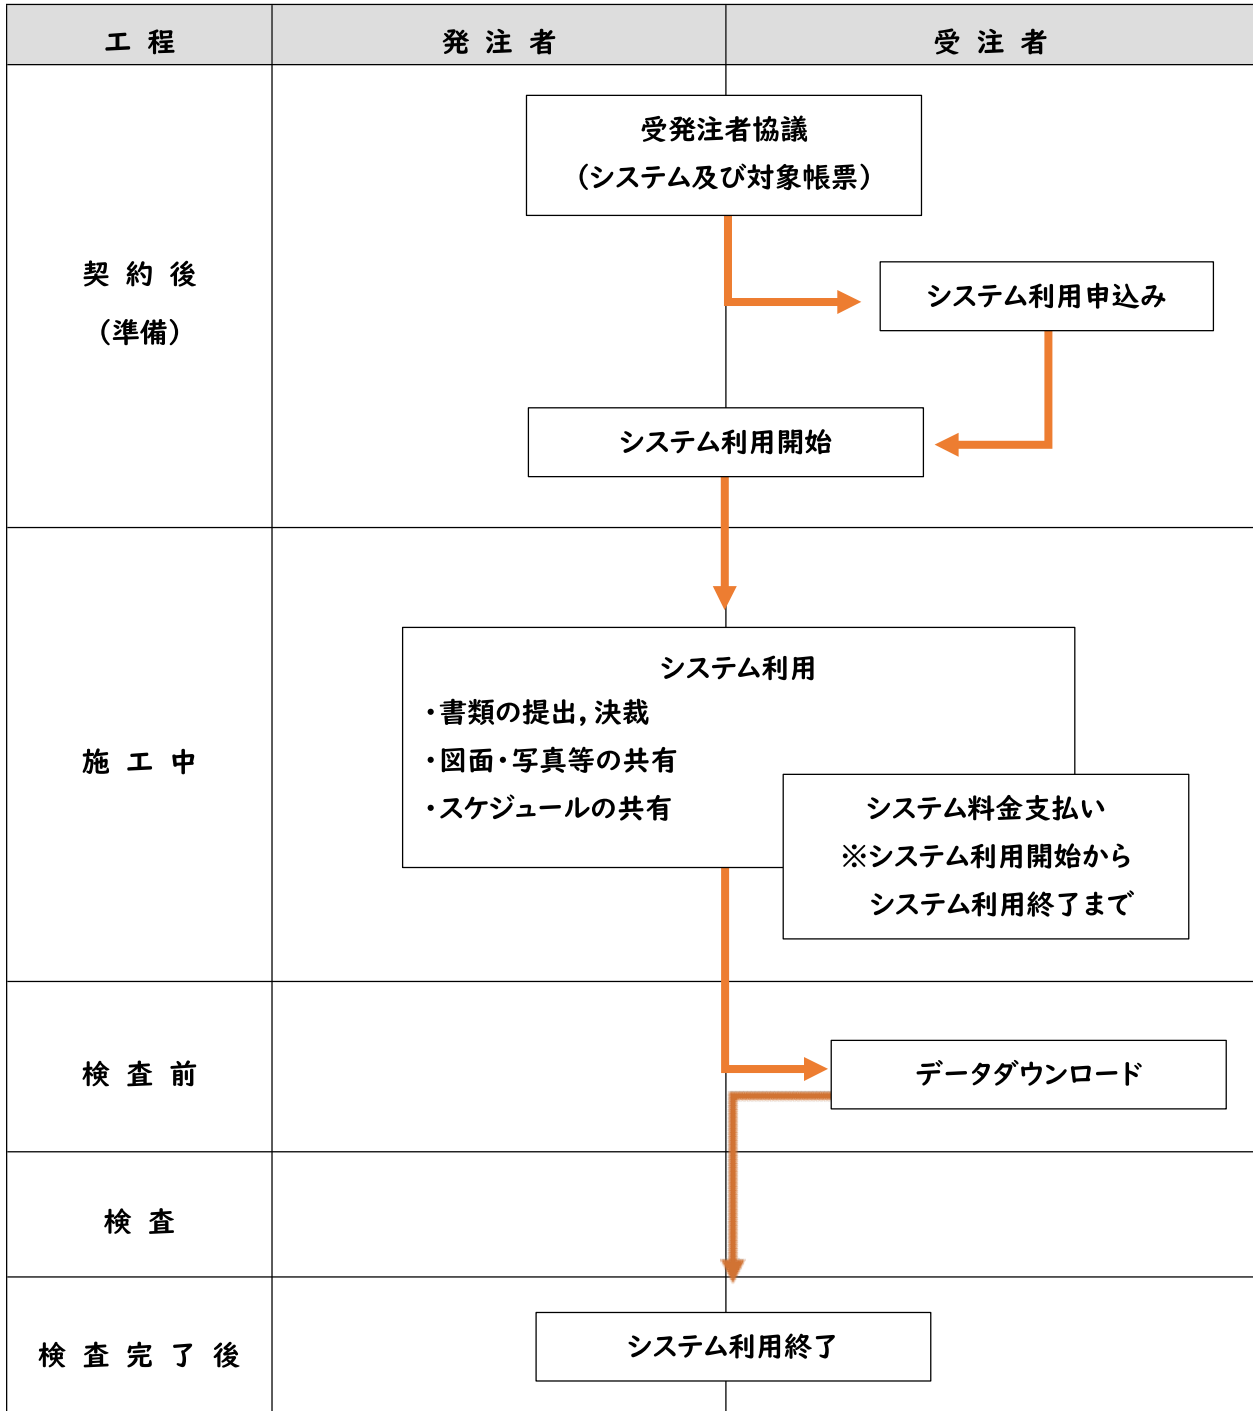 工程 発注者 受注者
受発注者協議
(システム及び対象帳票)
契約後
(準備)
システム利用申込み
システム利用開始
施工中
システム利用
・書類の提出,決裁
・図面・写真等の共有
・スケジュールの共有
システム料金支払い
※システム利用開始から
システム利用終了まで
検査前
データダウンロード
検査
検査完了後
システム利用終了